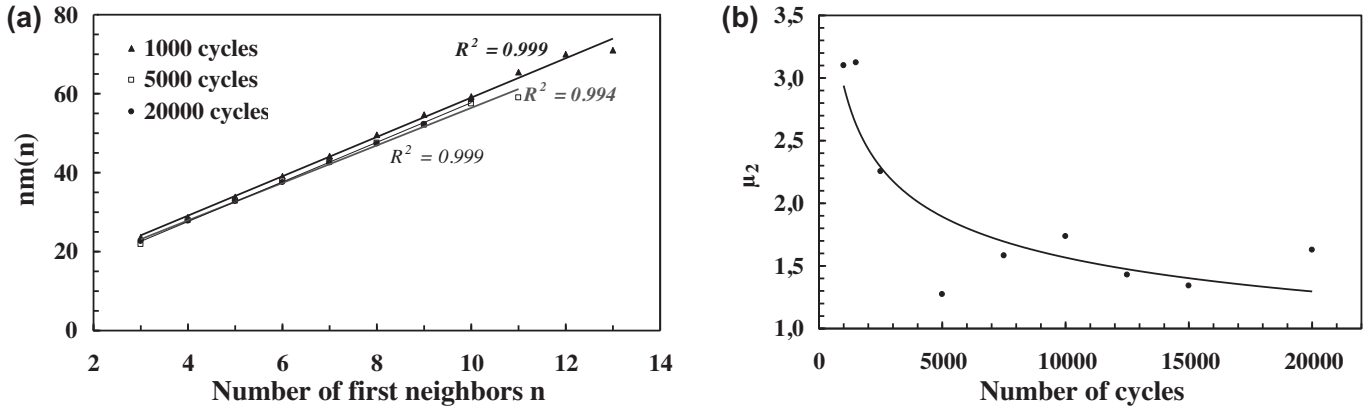 (a)
80
60
40
20
0
nm(n)
1000 cycles
5000 cycles
20000 cycles
R² = 0.999
R² = 0.994
R² = 0.999
2 4 6 8 10 12 14
Number of first neighbors n
(b)
3,5
3,0
2,5
2,0
1,5
1,0
μ₂
0 5000 10000 15000 20000
Number of cycles